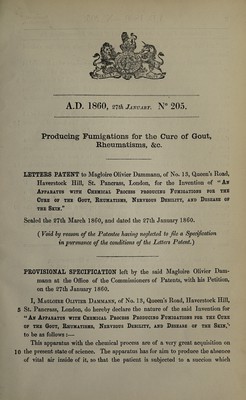 A.D. 1860, 27th JANUARY. Nº 205.
Producing Fumigations for the Cure of Gout,
Rheumatisms, &c.
LETTERS PATENT to Magloire Olivier Dammann, of No. 13, Queen's Road,
Haverstock Hill, St. Pancrass, London, for the Invention of "AN
APPARATUS WITH CHEMICAL PROCESS PRODUCING FUMIGATIONS FOR THE
CURE OF THE GOUT, REUMATISMS, NERVEOUS DEBILITY, AND DISEASE OF
THE SKIN."
Sealed the 27th March 1860, and dated the 27th January 1860.
(Void by reason of the Patentee having neglected to file a Specification
in pursuance of the conditions of the Letters Patent.)
PROVISIONAL SPECIFICATION left by the said Magloire Olivier Dam-
mann at the Office of the Commissioners of Patents, with his Petition,
on the 27th January 1860.
I, MAGLOIRE OLIVIER DAMMANN, of No. 13, Queen's Road, Haverstock Hill,
5 St. Pancras, London, do hereby declare the nature of the said Invention for
"AN APPARATUS WITH CHEMICAL PROCESS PRODUCING FUMIGATIONS FOR THE CURE
OF THE GOUT, REUMATISMS, NERVEOUS DEBILITY, AND DISEASE OF THE SKIN,"
to be as follows:—
This apparatus with the chemical process are of a very great acquisition on
10 the present state of science. The apparatus has for aim to produce the absence
of vital air inside of it, so that the patient is subjected to a succion which